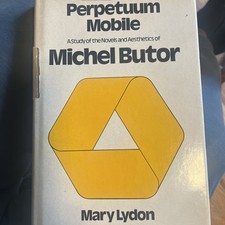 Perpetuum
Mobile
A Study of the Novels and Aesthetics of
Michel Butor
Mary Lydon